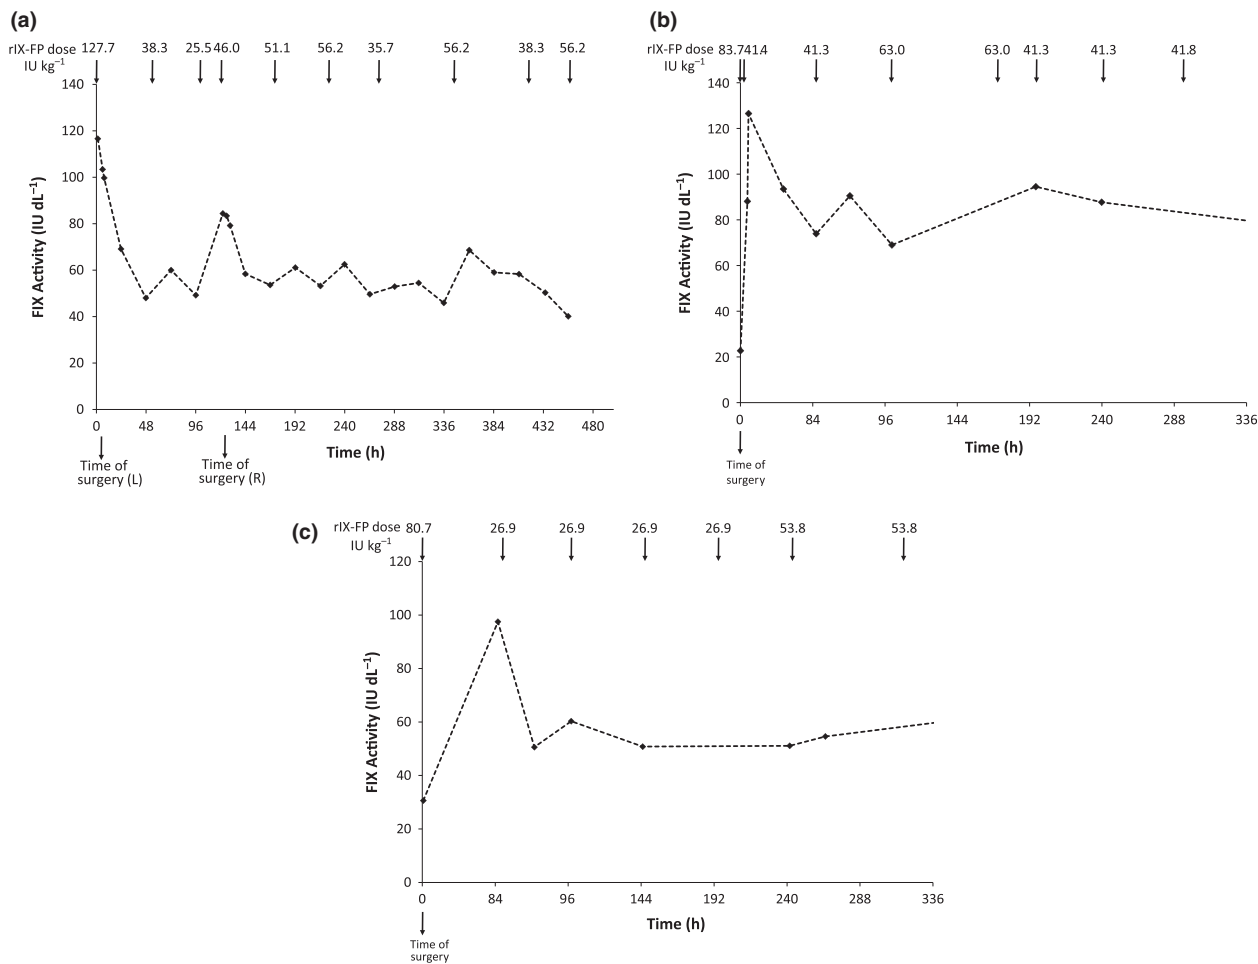 (a)
rIX-FP dose 127.7 38.3 25.5 46.0 51.1 56.2 35.7 56.2 38.3 56.2
IU kg⁻¹
140
120
100
80
60
40
20
0
FIX Activity (IU dL⁻¹)
0 48 96 144 192 240 288 336 384 432 480
Time (h)
Time of
surgery (L)
Time of
surgery (R)
(b)
rIX-FP dose 83.7 41.4 41.3 63.0 63.0 41.3 41.3 41.8
IU kg⁻¹
140
120
100
80
60
40
20
0
FIX Activity (IU dL⁻¹)
0 84 96 144 192 240 288 336
Time (h)
Time of
surgery
(c)
rIX-FP dose 80.7 26.9 26.9 26.9 26.9 53.8 53.8
IU kg⁻¹
120
100
80
60
40
20
0
FIX Activity (IU dL⁻¹)
0 84 96 144 192 240 288 336
Time (h)
Time of
surgery